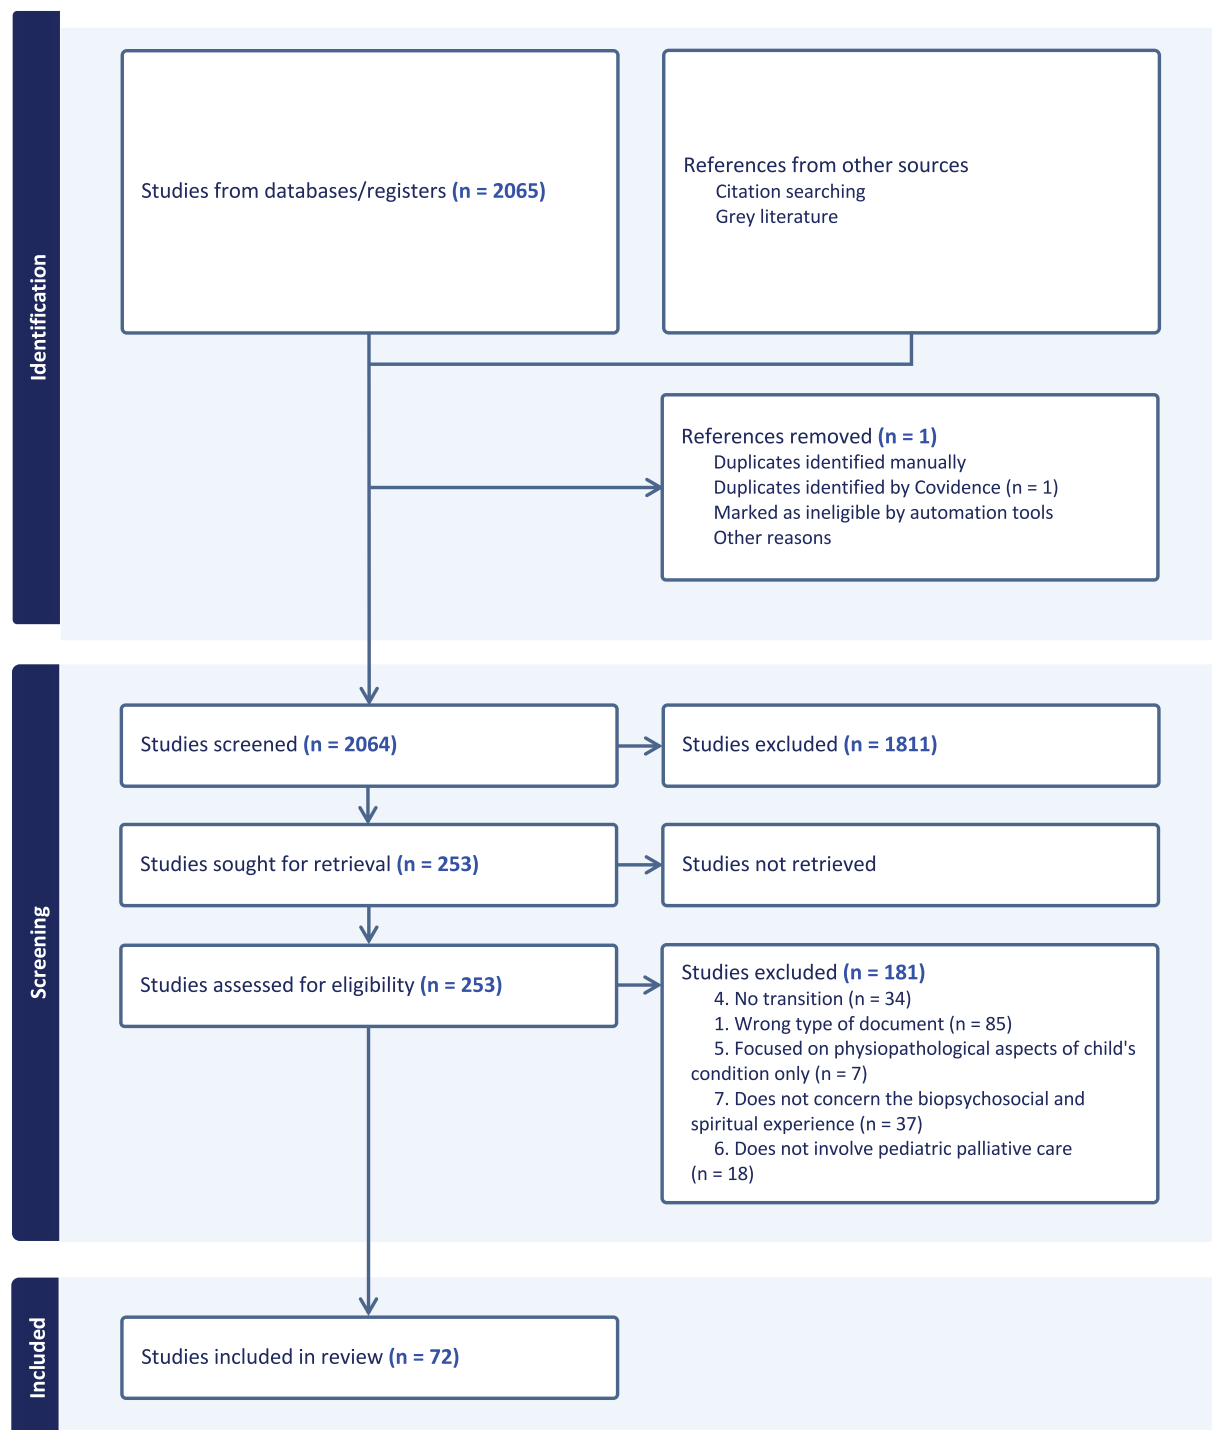 Identification
Studies from databases/registers (n = 2065)
References from other sources
Citation searching
Grey literature
References removed (n = 1)
Duplicates identified manually
Duplicates identified by Covidence (n = 1)
Marked as ineligible by automation tools
Other reasons
Screening
Studies screened (n = 2064)
Studies excluded (n = 1811)
Studies sought for retrieval (n = 253)
Studies not retrieved
Studies assessed for eligibility (n = 253)
Studies excluded (n = 181)
4. No transition (n = 34)
1. Wrong type of document (n = 85)
5. Focused on physiopathological aspects of child's
condition only (n = 7)
7. Does not concern the biopsychosocial and
spiritual experience (n = 37)
6. Does not involve pediatric palliative care
(n = 18)
Included
Studies included in review (n = 72)